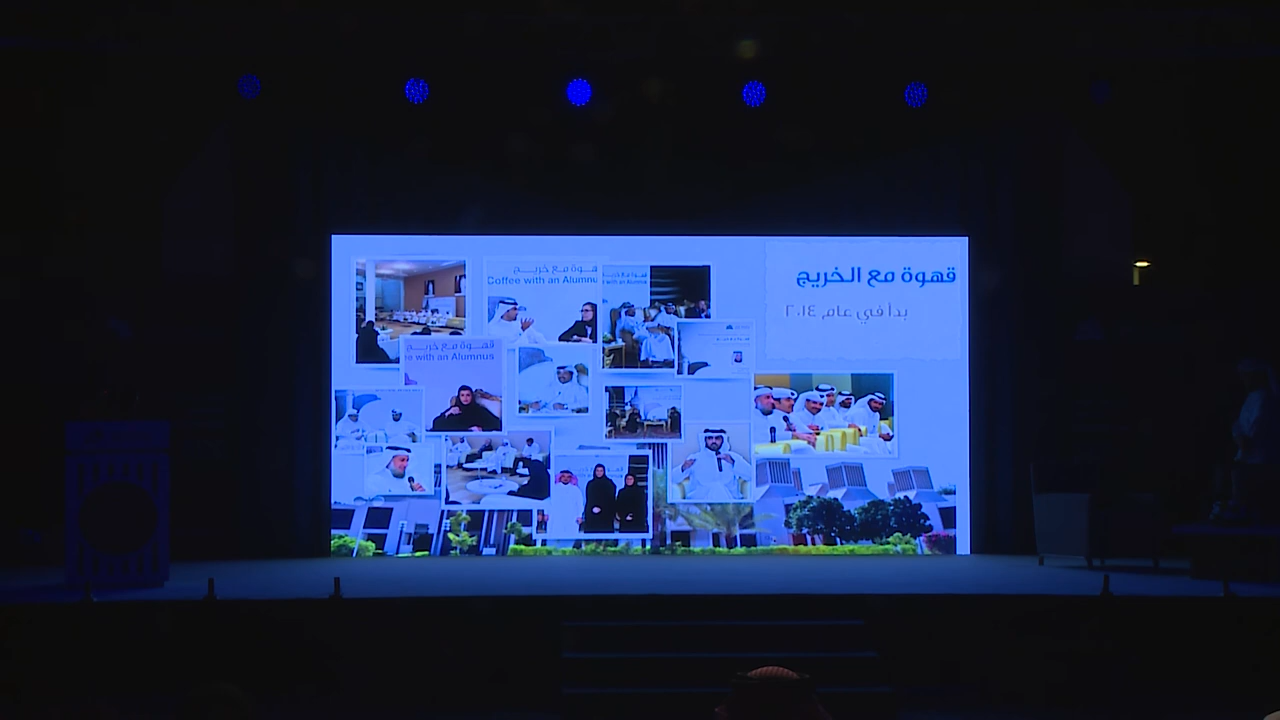 قهوة مع الخريج
بدأ في عام ٢٠١٤
قهوة مع خريج
Coffee with an Alumnu
قهوة مع خريج
e with an Alumnus